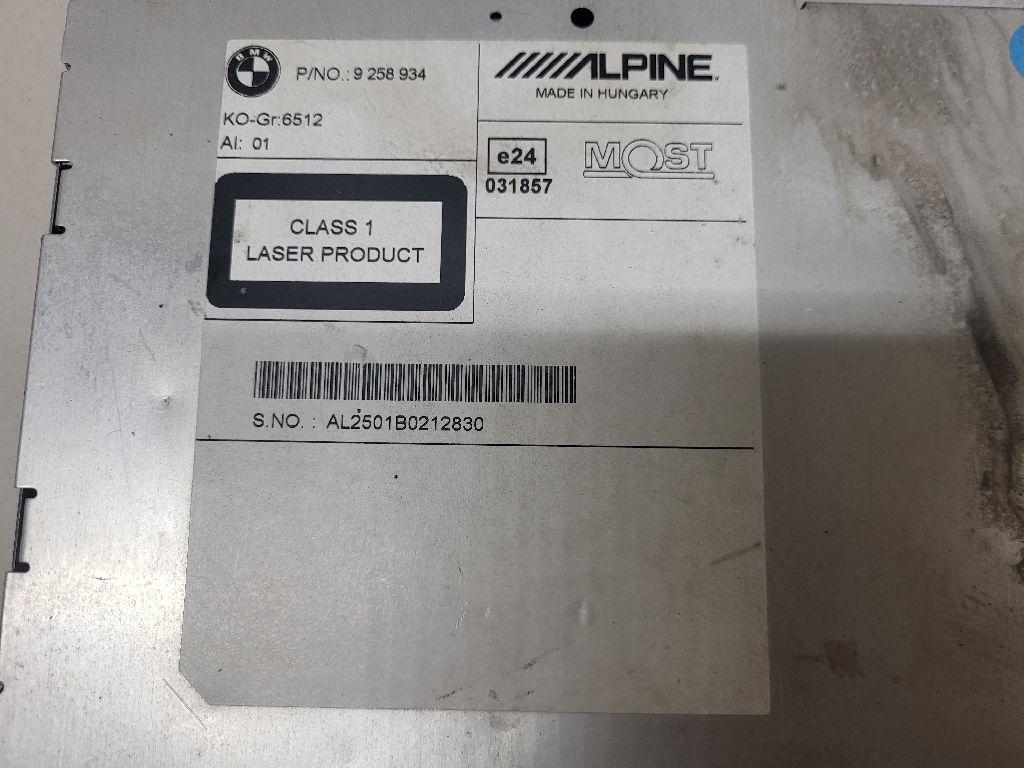 BMW
P/NO.: 9 258 934
KO-Gr:6512
AI: 01
ALPINE
MADE IN HUNGARY
e24
031857
MOST
CLASS 1
LASER PRODUCT
S.NO. : AL2501B0212830